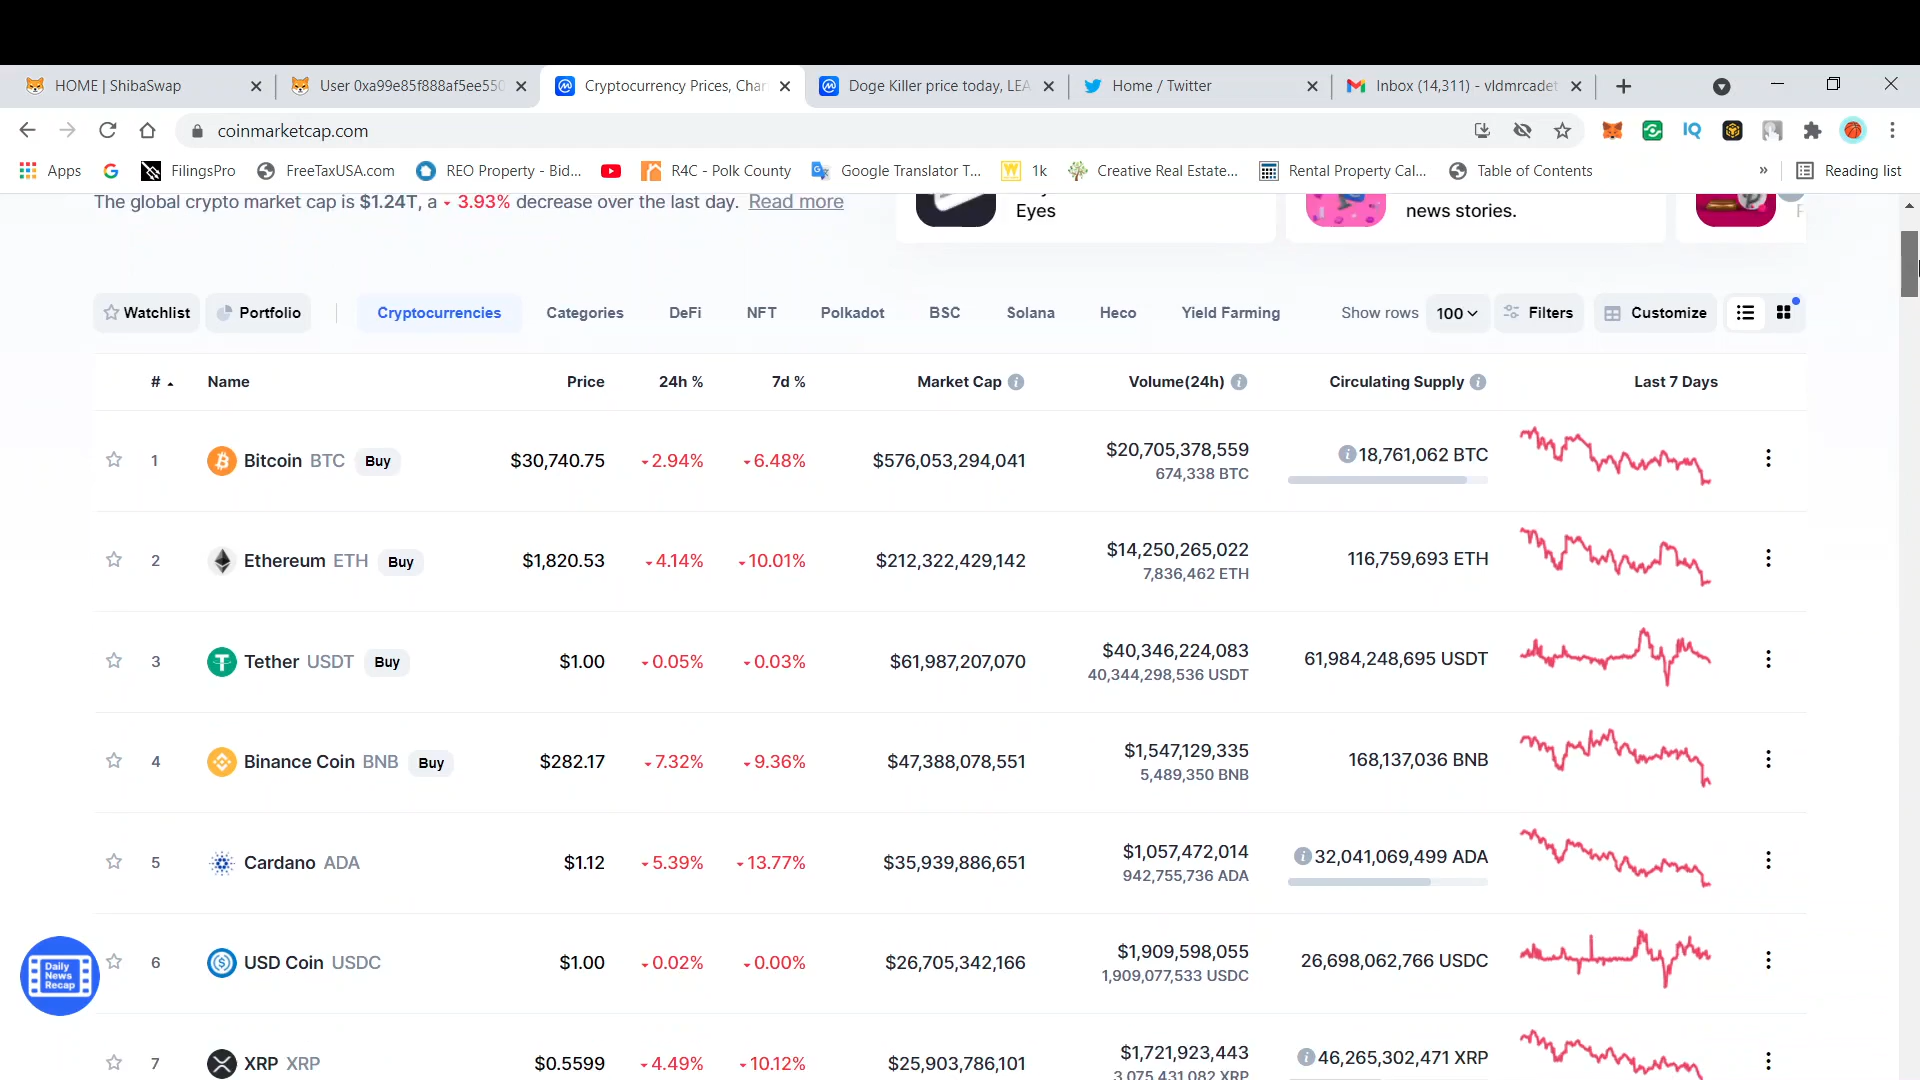 HOME | ShibaSwap
User 0xa99e85f888af5ee550
Cryptocurrency Prices, Char
Doge Killer price today, LEA
Home / Twitter
Inbox (14,311) - vldmrcadet
coinmarketcap.com
Apps
FilingsPro
FreeTaxUSA.com
REO Property - Bid...
R4C - Polk County
Google Translator T...
1k
Creative Real Estate...
Rental Property Cal...
Table of Contents
»
Reading list
The global crypto market cap is $1.24T, a 3.93% decrease over the last day. Read more
Eyes
news stories.
Watchlist
Portfolio
Cryptocurrencies
Categories
DeFi
NFT
Polkadot
BSC
Solana
Heco
Yield Farming
Show rows
100
Filters
Customize
# Name Price 24h % 7d % Market Cap Volume(24h) Circulating Supply Last 7 Days
1 Bitcoin BTC Buy $30,740.75 2.94% 6.48% $576,053,294,041 $20,705,378,559 18,761,062 BTC
674,338 BTC
2 Ethereum ETH Buy $1,820.53 4.14% 10.01% $212,322,429,142 $14,250,265,022 116,759,693 ETH
7,836,462 ETH
3 Tether USDT Buy $1.00 0.05% 0.03% $61,987,207,070 $40,346,224,083 61,984,248,695 USDT
40,344,298,536 USDT
4 Binance Coin BNB Buy $282.17 7.32% 9.36% $47,388,078,551 $1,547,129,335 168,137,036 BNB
5,489,350 BNB
5 Cardano ADA $1.12 5.39% 13.77% $35,939,886,651 $1,057,472,014 32,041,069,499 ADA
942,755,736 ADA
6 USD Coin USDC $1.00 0.02% 0.00% $26,705,342,166 $1,909,598,055 26,698,062,766 USDC
1,909,077,533 USDC
Daily
News
Recap
7 XRP XRP $0.5599 4.49% 10.12% $25,903,786,101 $1,721,923,443 46,265,302,471 XRP
3,075,431,082 XRP